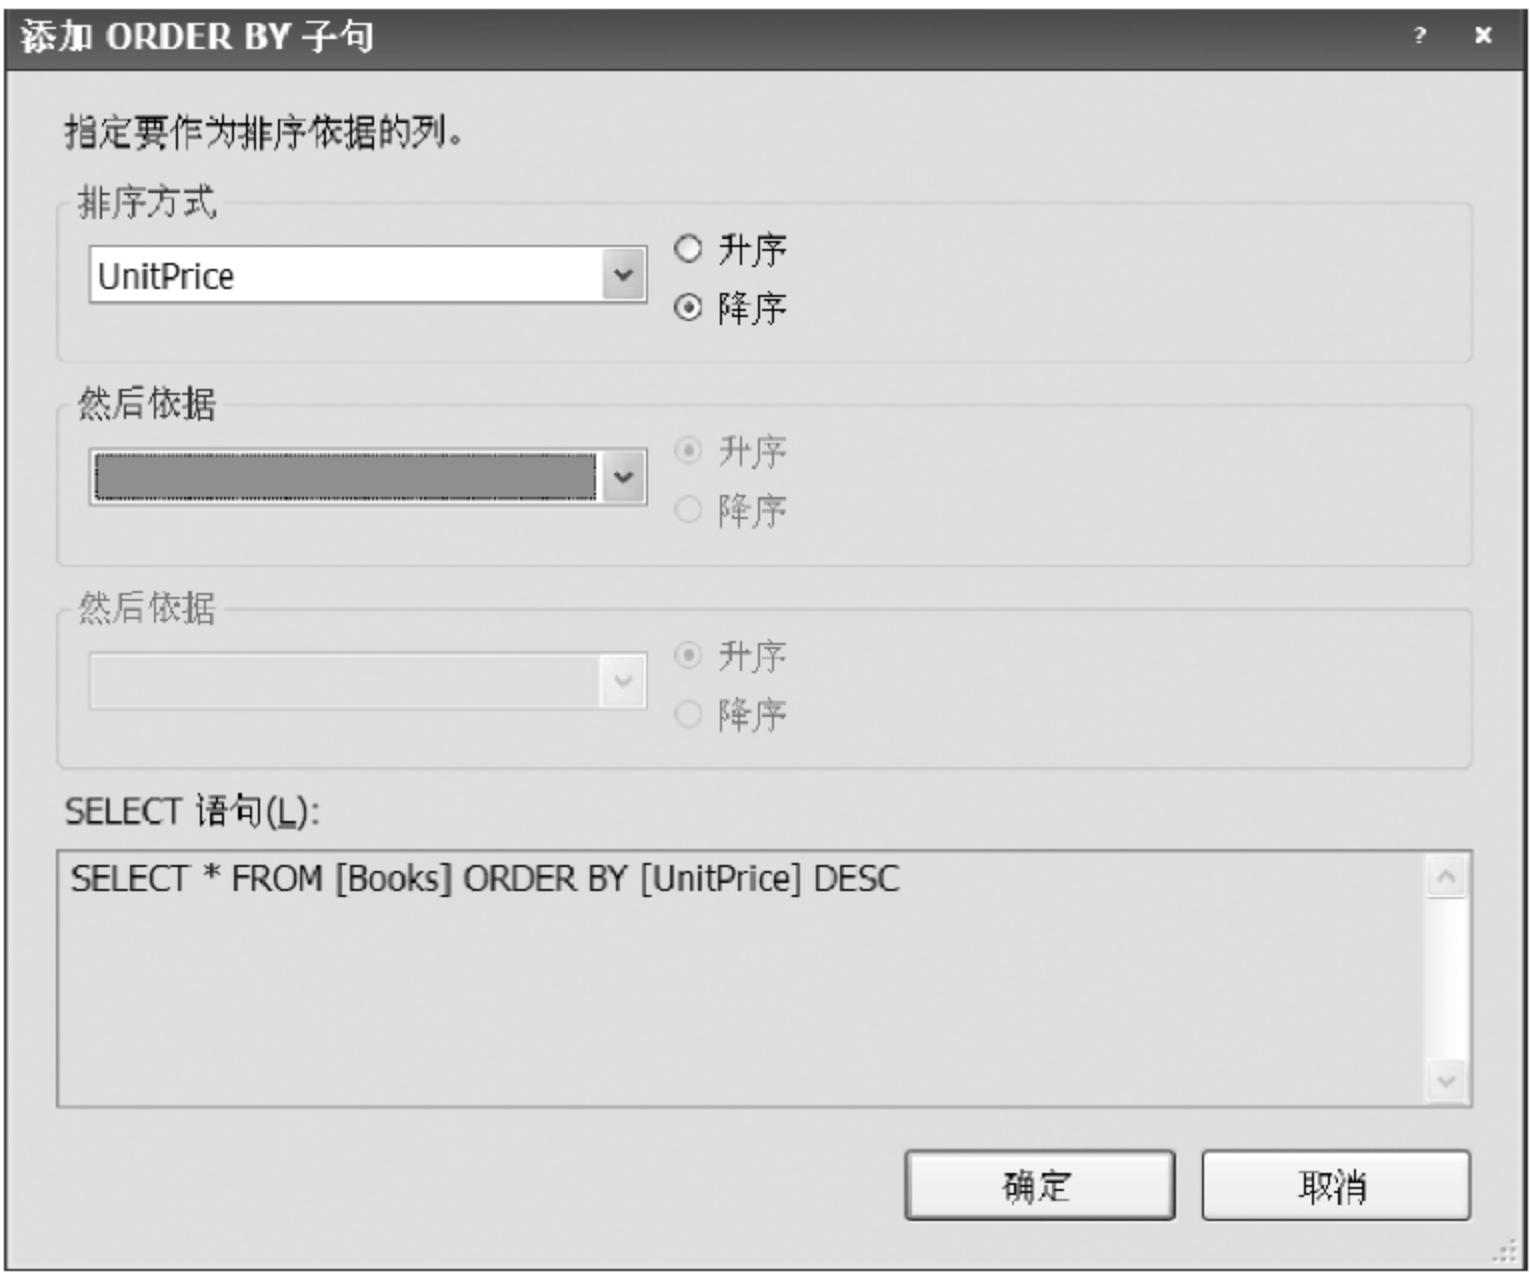 添加 ORDER BY 子句
指定要作为排序依据的列。
排序方式
UnitPrice
升序
降序
然后依据
升序
降序
然后依据
升序
降序
SELECT 语句(L):
SELECT * FROM [Books] ORDER BY [UnitPrice] DESC
确定
取消